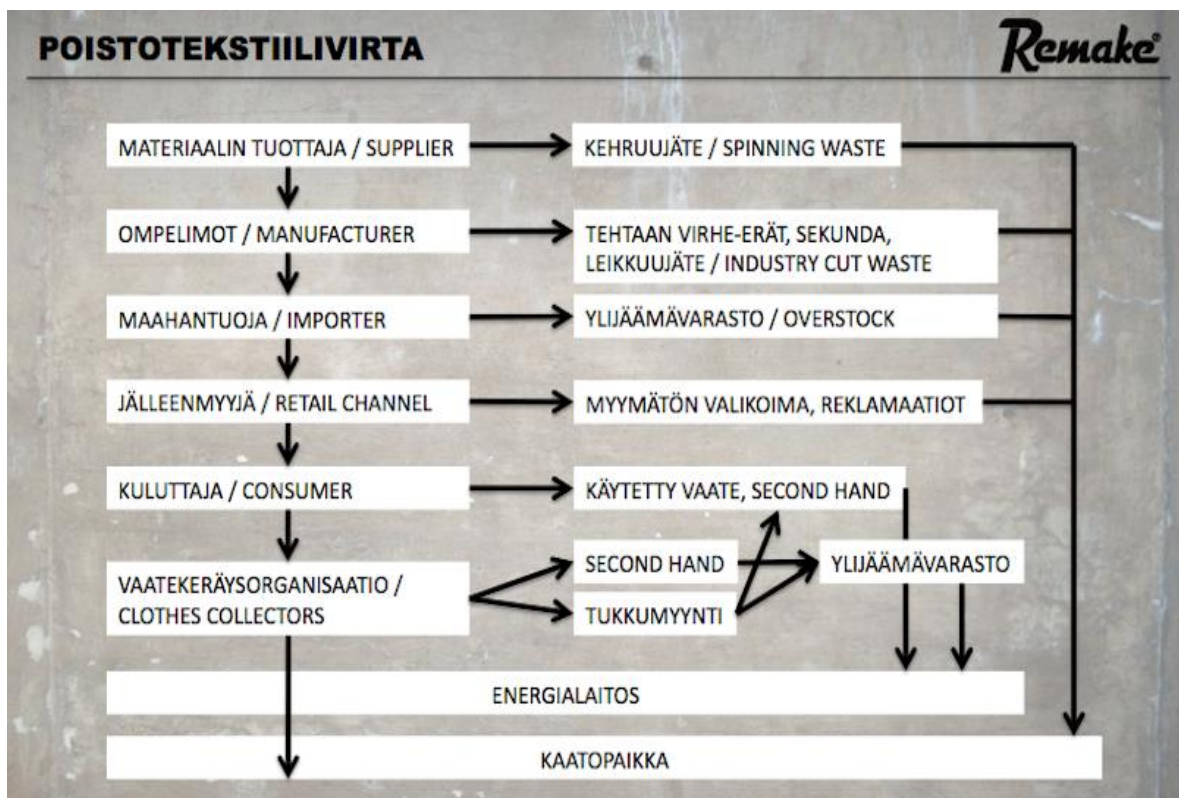 POISTOTEKSTIILIVIRTA
Remake®
MATERIAALIN TUOTTAJA / SUPPLIER
KEHRUUJÄTE / SPINNING WASTE
OMPELIMOT / MANUFACTURER
TEHTAAN VIRHE-ERÄT, SEKUNDA,
LEIKKUUJÄTE / INDUSTRY CUT WASTE
MAAHANTUOJA / IMPORTER
YLIJÄÄMÄVARASTO / OVERSTOCK
JÄLLEENMYYJÄ / RETAIL CHANNEL
MYYMÄTÖN VALIKOIMA, REKLAMAATIOT
KULUTTAJA / CONSUMER
KÄYTETTY VAATE, SECOND HAND
VAATEKERÄYSORGANISAATIO /
CLOTHES COLLECTORS
SECOND HAND
YLIJÄÄMÄVARASTO
TUKKUMYYNTI
ENERGIALAITOS
KAATOPAIKKA